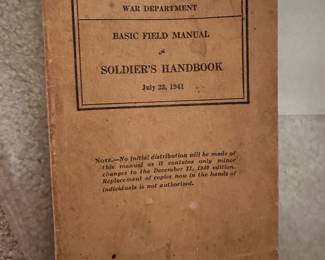 WAR DEPARTMENT
BASIC FIELD MANUAL
SOLDIER'S HANDBOOK
July 23, 1941
NOTE.—No initial distribution will be made of
this manual as it contains only minor
changes to the December 11, 1940 edition.
Replacement of copies now in the hands of
individuals is not authorized.